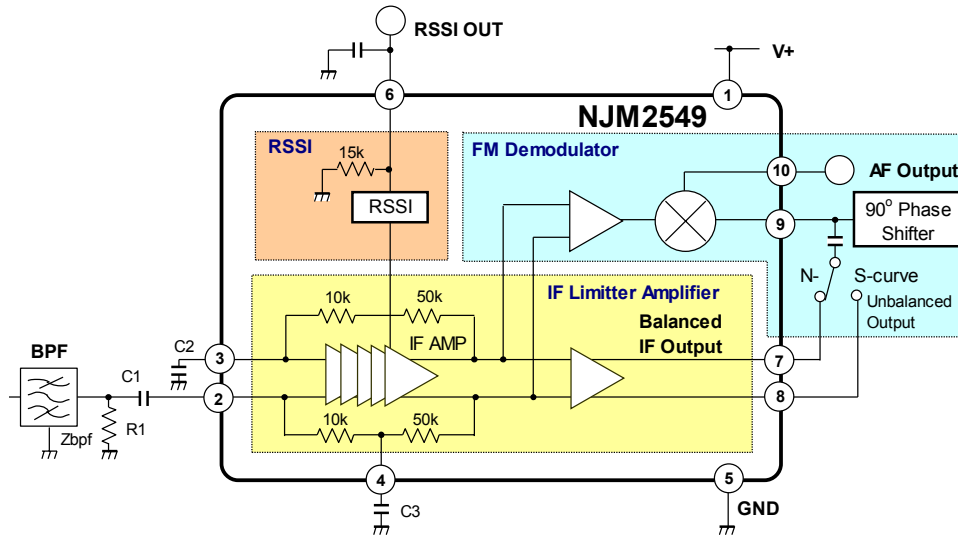 RSSI OUT
V+
6
1
NJM2549
RSSI
15k
RSSI
FM Demodulator
10
AF Output
9
90° Phase
Shifter
N-
S-curve
Unbalanced
Output
IF Limitter Amplifier
10k
50k
IF AMP
Balanced
IF Output
BPF
C2
3
7
C1
2
8
Zbpf
R1
10k
50k
4
C3
5
GND